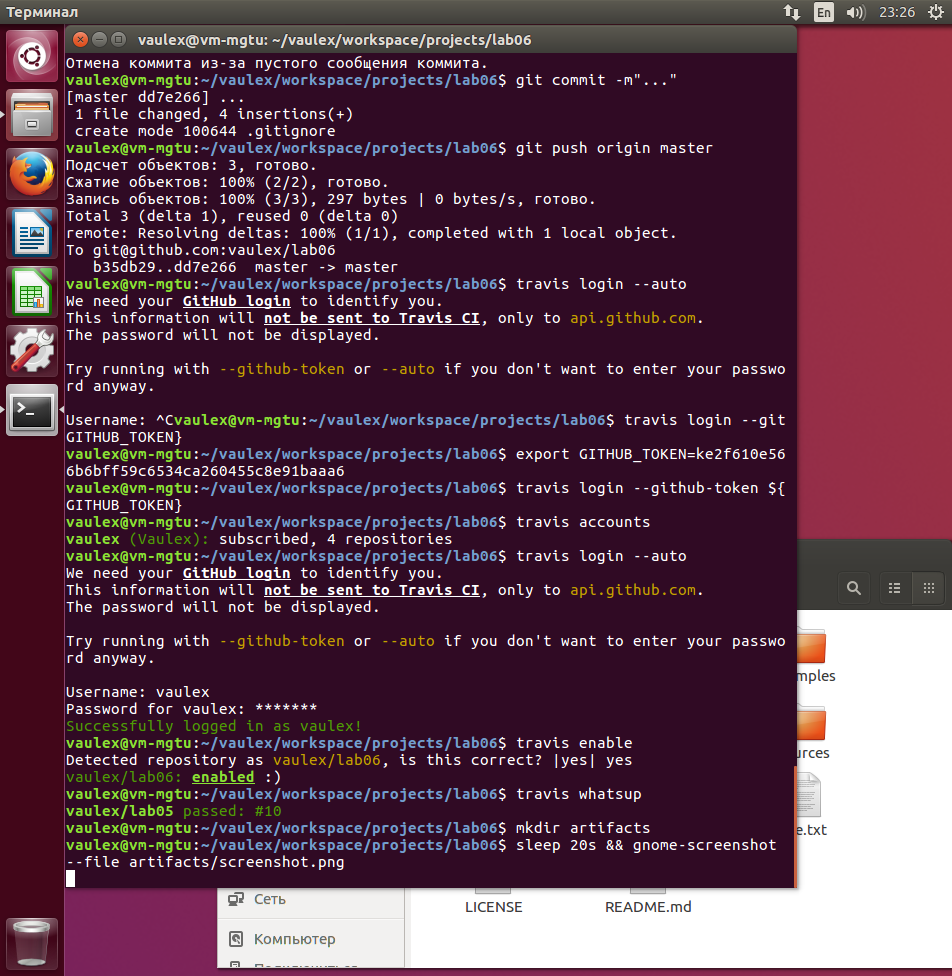 Терминал
En
23:26
vaulex@vm-mgtu: ~/vaulex/workspace/projects/lab06
Отмена коммита из-за пустого сообщения коммита.
vaulex@vm-mgtu:~/vaulex/workspace/projects/lab06$ git commit -m"..."
[master dd7e266] ...
1 file changed, 4 insertions(+)
create mode 100644 .gitignore
vaulex@vm-mgtu:~/vaulex/workspace/projects/lab06$ git push origin master
Подсчет объектов: 3, готово.
Сжатие объектов: 100% (2/2), готово.
Запись объектов: 100% (3/3), 297 bytes | 0 bytes/s, готово.
Total 3 (delta 1), reused 0 (delta 0)
remote: Resolving deltas: 100% (1/1), completed with 1 local object.
To git@github.com:vaulex/lab06
b35db29..dd7e266  master -> master
vaulex@vm-mgtu:~/vaulex/workspace/projects/lab06$ travis login --auto
We need your GitHub login to identify you.
This information will not be sent to Travis CI, only to api.github.com.
The password will not be displayed.
Try running with --github-token or --auto if you don't want to enter your passwo
rd anyway.
Username: ^Cvaulex@vm-mgtu:~/vaulex/workspace/projects/lab06$ travis login --git
GITHUB_TOKEN}
vaulex@vm-mgtu:~/vaulex/workspace/projects/lab06$ export GITHUB_TOKEN=ke2f610e56
6b6bff59c6534ca260455c8e91baaa6
vaulex@vm-mgtu:~/vaulex/workspace/projects/lab06$ travis login --github-token ${
GITHUB_TOKEN}
vaulex@vm-mgtu:~/vaulex/workspace/projects/lab06$ travis accounts
vaulex (Vaulex): subscribed, 4 repositories
vaulex@vm-mgtu:~/vaulex/workspace/projects/lab06$ travis login --auto
We need your GitHub login to identify you.
This information will not be sent to Travis CI, only to api.github.com.
The password will not be displayed.
Try running with --github-token or --auto if you don't want to enter your passwo
rd anyway.
Username: vaulex
Password for vaulex: *******
Successfully logged in as vaulex!
vaulex@vm-mgtu:~/vaulex/workspace/projects/lab06$ travis enable
Detected repository as vaulex/lab06, is this correct? |yes| yes
vaulex/lab06: enabled :)
vaulex@vm-mgtu:~/vaulex/workspace/projects/lab06$ travis whatsup
vaulex/lab05 passed: #10
vaulex@vm-mgtu:~/vaulex/workspace/projects/lab06$ mkdir artifacts
vaulex@vm-mgtu:~/vaulex/workspace/projects/lab06$ sleep 20s && gnome-screenshot
--file artifacts/screenshot.png
mples
urces
e.txt
LICENSE
README.md
Сеть
Компьютер